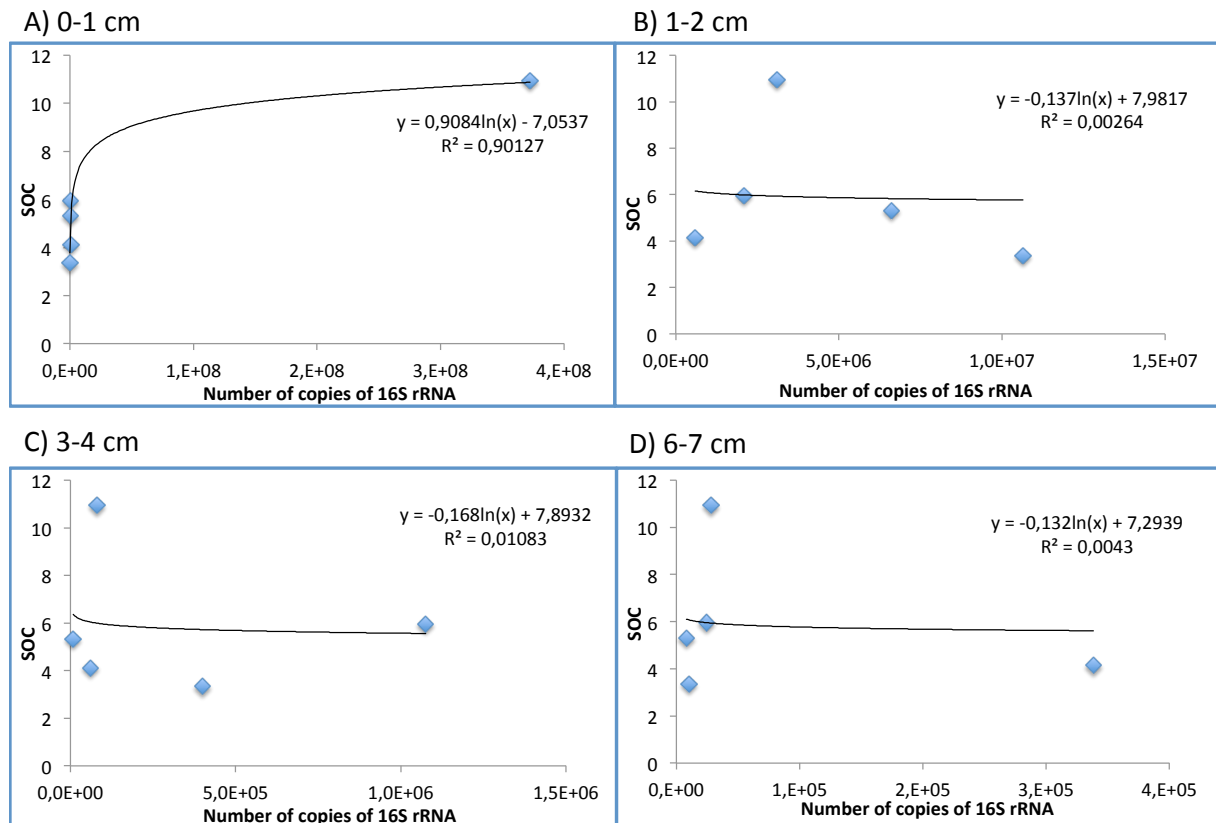 A) 0-1 cm
12
10
8
6
4
2
0
SOC
y = 0,9084ln(x) - 7,0537
R² = 0,90127
0,E+00 1,E+08 2,E+08 3,E+08 4,E+08
Number of copies of 16S rRNA
B) 1-2 cm
12
10
8
6
4
2
0
SOC
y = -0,137ln(x) + 7,9817
R² = 0,00264
0,0E+00 5,0E+06 1,0E+07 1,5E+07
Number of copies of 16S rRNA
C) 3-4 cm
12
10
8
6
4
2
0
SOC
y = -0,168ln(x) + 7,8932
R² = 0,01083
0,0E+00 5,0E+05 1,0E+06 1,5E+06
Number of copies of 16S rRNA
D) 6-7 cm
12
10
8
6
4
2
0
SOC
y = -0,132ln(x) + 7,2939
R² = 0,0043
0,E+00 1,E+05 2,E+05 3,E+05 4,E+05
Number of copies of 16S rRNA